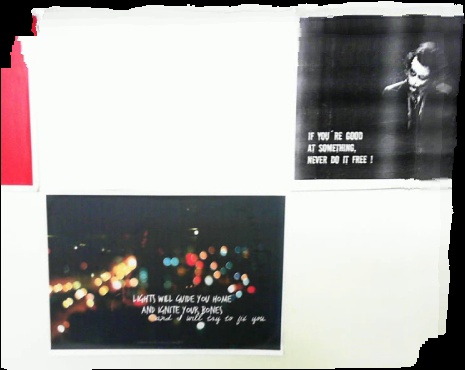 IF YOU´RE GOOD
AT SOMETHING,
NEVER DO IT FREE !
LIGHTS WILL GUIDE YOU HOME
AND IGNITE YOUR BONES
and I will try to fix you